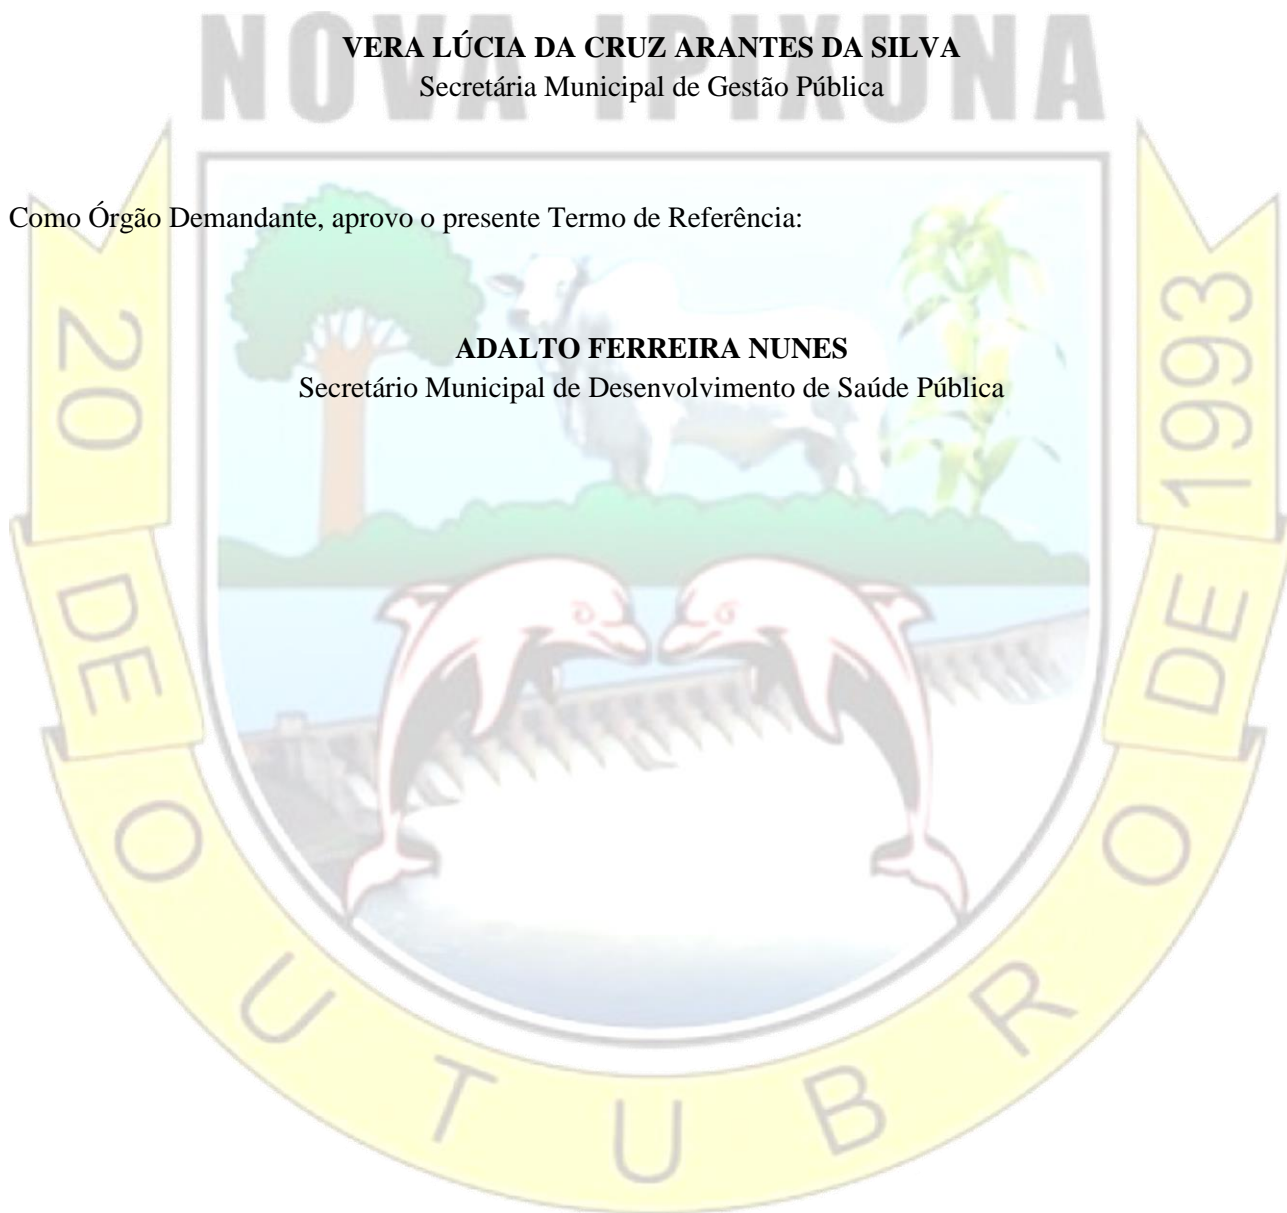 NOVA IPIXUNA
VERA LÚCIA DA CRUZ ARANTES DA SILVA
Secretária Municipal de Gestão Pública
Como Órgão Demandante, aprovo o presente Termo de Referência:
ADALTO FERREIRA NUNES
Secretário Municipal de Desenvolvimento de Saúde Pública
20 DE OUTUBRO DE 1993